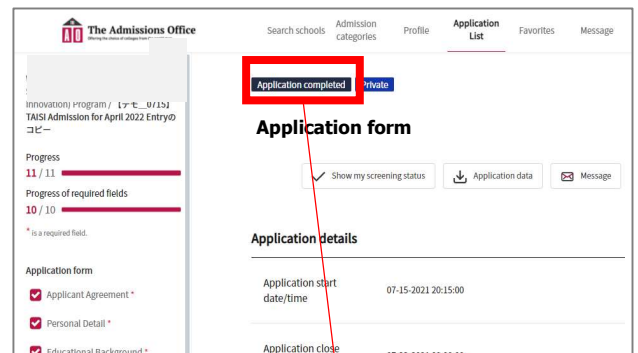 The Admissions Office
Search schools
Admission
categories
Profile
Application
List
Favorites
Message
Innovation) Program / 【デモ_0715】
TAISI Admission for April 2022 Entryの
コピー
Progress
11 / 11
Progress of required fields
10 / 10
* is a required field.
Application form
Applicant Agreement *
Personal Detail *
Educational Background *
Application completed
Private
Application form
Show my screening status
Application data
Message
Application details
Application start
date/time
07-15-2021 20:15:00
Application close